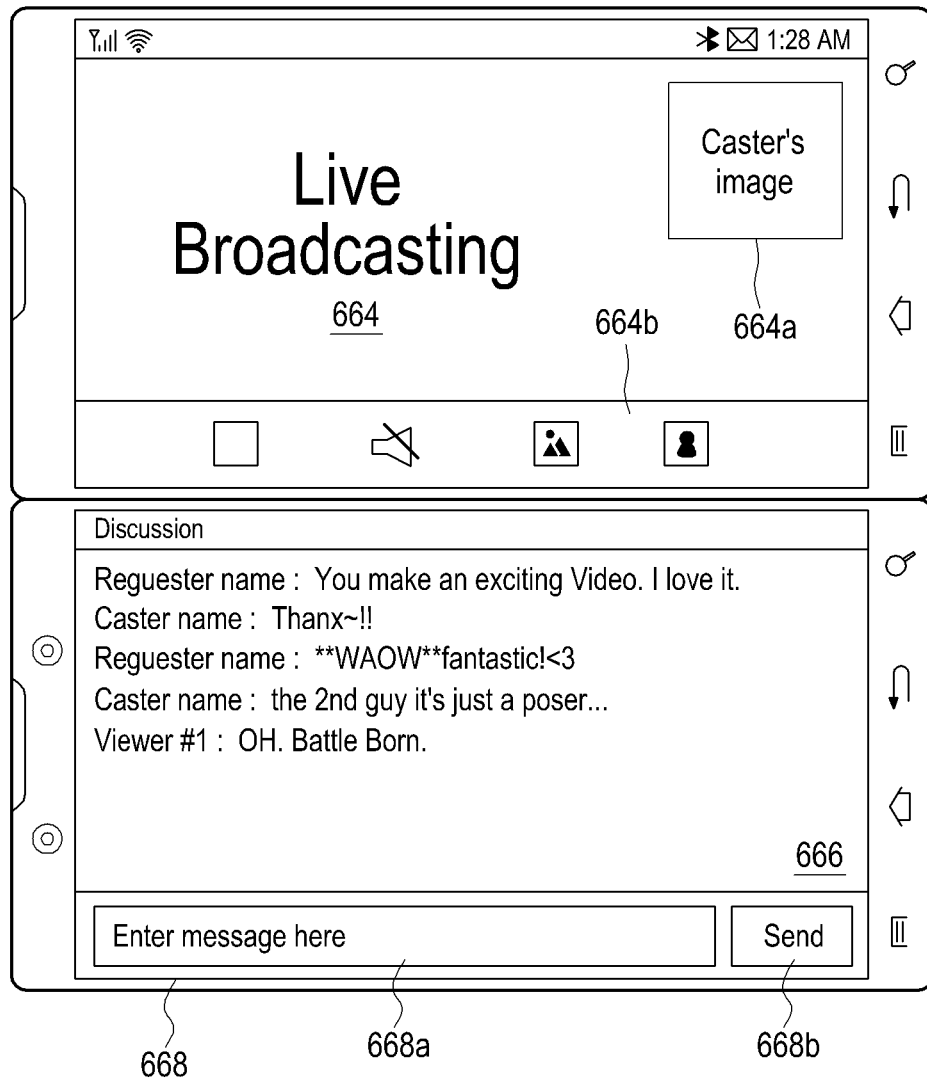 1:28 AM
Caster's
image
Live
Broadcasting
664
664b
664a
Discussion
Reguester name : You make an exciting Video. I love it.
Caster name : Thanx~!!
Reguester name : **WAOW**fantastic!<3
Caster name : the 2nd guy it's just a poser...
Viewer #1 : OH. Battle Born.
666
Enter message here
Send
668
668a
668b